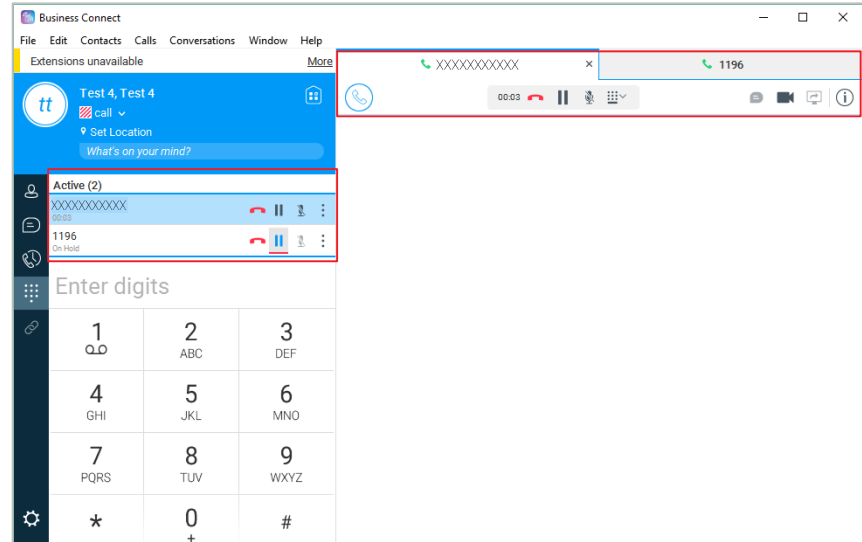 Business Connect
File Edit Contacts Calls Conversations Window Help
Extensions unavailable More
tt
Test 4, Test 4
call
Set Location
What's on your mind?
XXXXXXXXXXX
1196
00:03
Active (2)
XXXXXXXXXXX
00:03
1196
On Hold
Enter digits
1 2 3
ABC DEF
4 5 6
GHI JKL MNO
7 8 9
PQRS TUV WXYZ
* 0 #
+